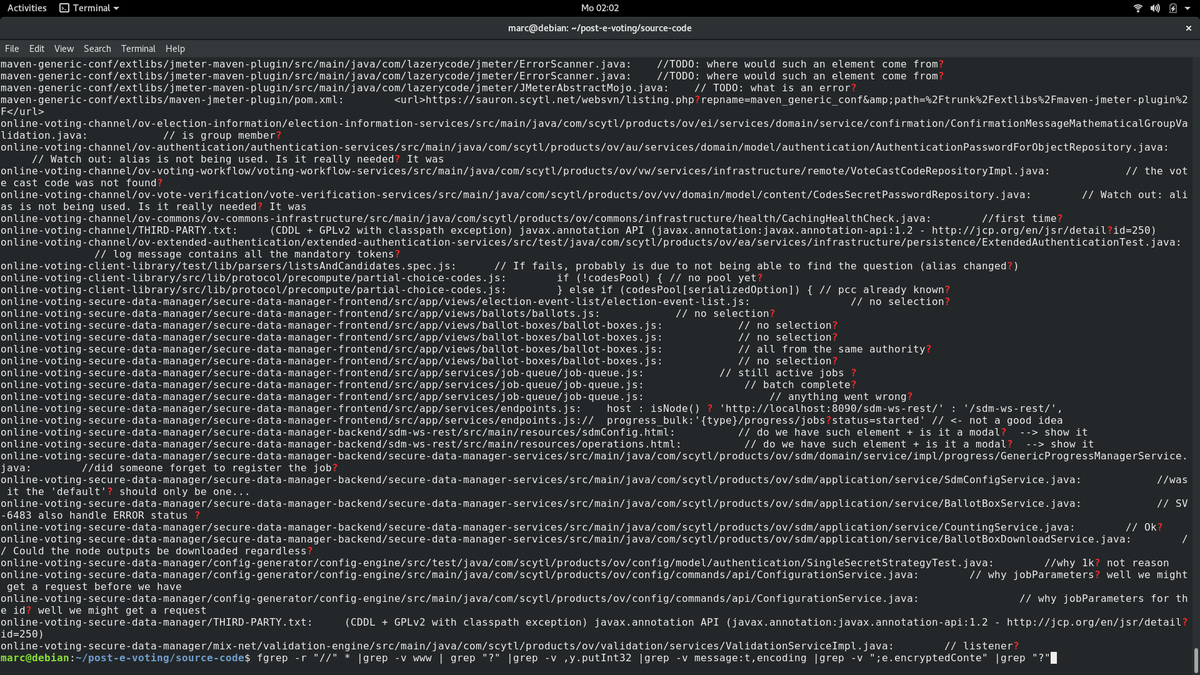 Activities Terminal Mo 02:02
marc@debian: ~/post-e-voting/source-code ×
File Edit View Search Terminal Help
maven-generic-conf/extlibs/jmeter-maven-plugin/src/main/java/com/lazerycode/jmeter/ErrorScanner.java: //TODO: where would such an element come from?
maven-generic-conf/extlibs/jmeter-maven-plugin/src/main/java/com/lazerycode/jmeter/ErrorScanner.java: //TODO: where would such an element come from?
maven-generic-conf/extlibs/jmeter-maven-plugin/src/main/java/com/lazerycode/jmeter/JMeterAbstractMojo.java: // TODO: what is an error?
maven-generic-conf/extlibs/maven-jmeter-plugin/pom.xml: <url>https://sauron.scytl.net/websvn/listing.php?repname=maven_generic_conf&amp;path=%2Ftrunk%2Fextlibs%2Fmaven-jmeter-plugin%2
F</url>
online-voting-channel/ov-election-information/election-information-services/src/main/java/com/scytl/products/ov/ei/services/domain/service/confirmation/ConfirmationMessageMathematicalGroupVa
lidation.java: // is group member?
online-voting-channel/ov-authentication/authentication-services/src/main/java/com/scytl/products/ov/au/services/domain/model/authentication/AuthenticationPasswordForObjectRepository.java:
// Watch out: alias is not being used. Is it really needed? It was
online-voting-channel/ov-voting-workflow/voting-workflow-services/src/main/java/com/scytl/products/ov/vw/services/infrastructure/remote/VoteCastCodeRepositoryImpl.java: // the vot
e cast code was not found?
online-voting-channel/ov-vote-verification/vote-verification-services/src/main/java/com/scytl/products/ov/vv/domain/model/content/CodesSecretPasswordRepository.java: // Watch out: ali
as is not being used. Is it really needed? It was
online-voting-channel/ov-commons/ov-commons-infrastructure/src/main/java/com/scytl/products/ov/commons/infrastructure/health/CachingHealthCheck.java: //first time?
online-voting-channel/THIRD-PARTY.txt: (CDDL + GPLv2 with classpath exception) javax.annotation API (javax.annotation:javax.annotation-api:1.2 - http://jcp.org/en/jsr/detail?id=250)
online-voting-channel/ov-extended-authentication/extended-authentication-services/src/test/java/com/scytl/products/ov/ea/services/infrastructure/persistence/ExtendedAuthenticationTest.java:
// log message contains all the mandatory tokens?
online-voting-client-library/test/lib/parsers/listsAndCandidates.spec.js: // If fails, probably is due to not being able to find the question (alias changed?)
online-voting-client-library/src/lib/protocol/precompute/partial-choice-codes.js: if (!codesPool) { // no pool yet?
online-voting-client-library/src/lib/protocol/precompute/partial-choice-codes.js: } else if (codesPool[serializedOption]) { // pcc already known?
online-voting-secure-data-manager/secure-data-manager-frontend/src/app/views/election-event-list/election-event-list.js: // no selection?
online-voting-secure-data-manager/secure-data-manager-frontend/src/app/views/ballots/ballots.js: // no selection?
online-voting-secure-data-manager/secure-data-manager-frontend/src/app/views/ballot-boxes/ballot-boxes.js: // no selection?
online-voting-secure-data-manager/secure-data-manager-frontend/src/app/views/ballot-boxes/ballot-boxes.js: // no selection?
online-voting-secure-data-manager/secure-data-manager-frontend/src/app/views/ballot-boxes/ballot-boxes.js: // all from the same authority?
online-voting-secure-data-manager/secure-data-manager-frontend/src/app/views/ballot-boxes/ballot-boxes.js: // no selection?
online-voting-secure-data-manager/secure-data-manager-frontend/src/app/services/job-queue/job-queue.js: // still active jobs ?
online-voting-secure-data-manager/secure-data-manager-frontend/src/app/services/job-queue/job-queue.js: // batch complete?
online-voting-secure-data-manager/secure-data-manager-frontend/src/app/services/job-queue/job-queue.js: // anything went wrong?
online-voting-secure-data-manager/secure-data-manager-frontend/src/app/services/endpoints.js: host : isNode() ? 'http://localhost:8090/sdm-ws-rest/' : '/sdm-ws-rest/',
online-voting-secure-data-manager/secure-data-manager-frontend/src/app/services/endpoints.js:// progress_bulk:'{type}/progress/jobs?status=started' // <- not a good idea
online-voting-secure-data-manager/secure-data-manager-backend/sdm-ws-rest/src/main/resources/sdmConfig.html: // do we have such element + is it a modal? --> show it
online-voting-secure-data-manager/secure-data-manager-backend/sdm-ws-rest/src/main/resources/operations.html: // do we have such element + is it a modal? --> show it
online-voting-secure-data-manager/secure-data-manager-backend/secure-data-manager-services/src/main/java/com/scytl/products/ov/sdm/domain/service/impl/progress/GenericProgressManagerService.
java: //did someone forget to register the job?
online-voting-secure-data-manager/secure-data-manager-backend/secure-data-manager-services/src/main/java/com/scytl/products/ov/sdm/application/service/SdmConfigService.java: //was
it the 'default'? should only be one...
online-voting-secure-data-manager/secure-data-manager-backend/secure-data-manager-services/src/main/java/com/scytl/products/ov/sdm/application/service/BallotBoxService.java: // SV
-6483 also handle ERROR status ?
online-voting-secure-data-manager/secure-data-manager-backend/secure-data-manager-services/src/main/java/com/scytl/products/ov/sdm/application/service/CountingService.java: // Ok?
online-voting-secure-data-manager/secure-data-manager-backend/secure-data-manager-services/src/main/java/com/scytl/products/ov/sdm/application/service/BallotBoxDownloadService.java: /
/ Could the node outputs be downloaded regardless?
online-voting-secure-data-manager/config-generator/config-engine/src/test/java/com/scytl/products/ov/config/model/authentication/SingleSecretStrategyTest.java: //why 1k? not reason
online-voting-secure-data-manager/config-generator/config-engine/src/main/java/com/scytl/products/ov/config/commands/api/ConfigurationService.java: // why jobParameters? well we might
get a request before we have
online-voting-secure-data-manager/config-generator/config-engine/src/main/java/com/scytl/products/ov/config/commands/api/ConfigurationService.java: // why jobParameters for th
e id? well we might get a request
online-voting-secure-data-manager/THIRD-PARTY.txt: (CDDL + GPLv2 with classpath exception) javax.annotation API (javax.annotation:javax.annotation-api:1.2 - http://jcp.org/en/jsr/detail?
id=250)
online-voting-secure-data-manager/mix-net/validation-engine/src/main/java/com/scytl/products/ov/validation/services/ValidationServiceImpl.java: // listener?
marc@debian:~/post-e-voting/source-code$ fgrep -r "//" * |grep -v www | grep "?" |grep -v ,y.putInt32 |grep -v message:t,encoding |grep -v ";e.encryptedConte" |grep "?"